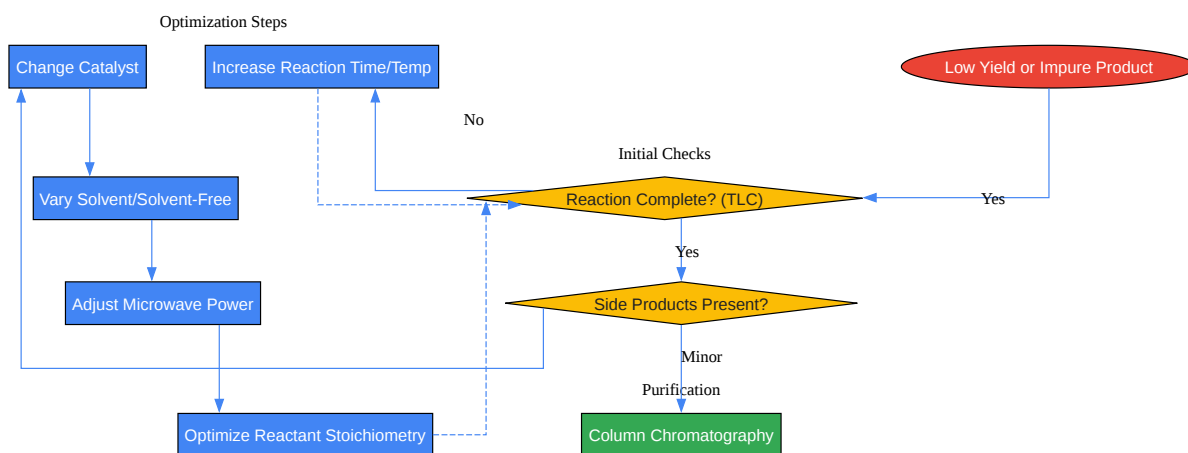 Optimization Steps
Change Catalyst
Increase Reaction Time/Temp
Low Yield or Impure Product
No
Initial Checks
Vary Solvent/Solvent-Free
Reaction Complete? (TLC)
Yes
Yes
Adjust Microwave Power
Side Products Present?
Minor
Purification
Optimize Reactant Stoichiometry
Column Chromatography